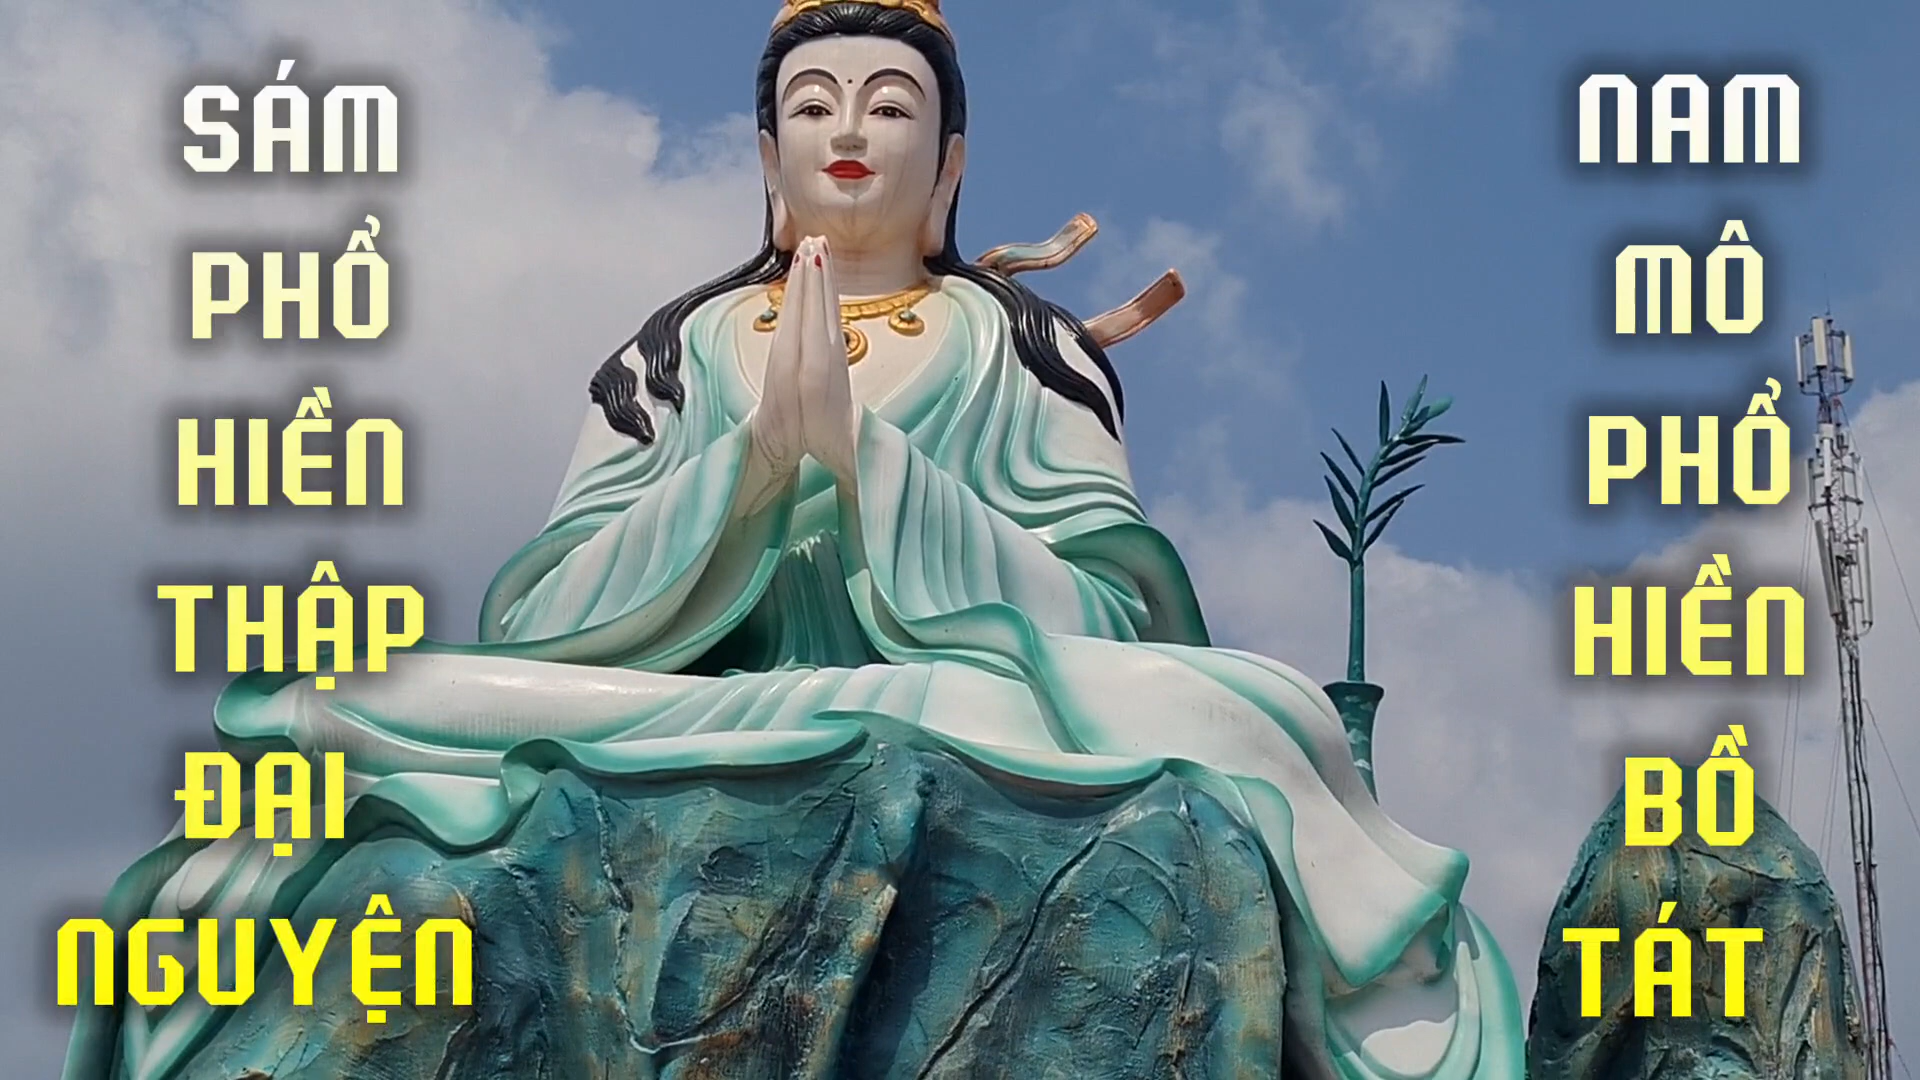 SÁM
PHỔ
HIỀN
THẬP
ĐẠI
NGUYỆN
NAM
MÔ
PHỔ
HIỀN
BỒ
TÁT